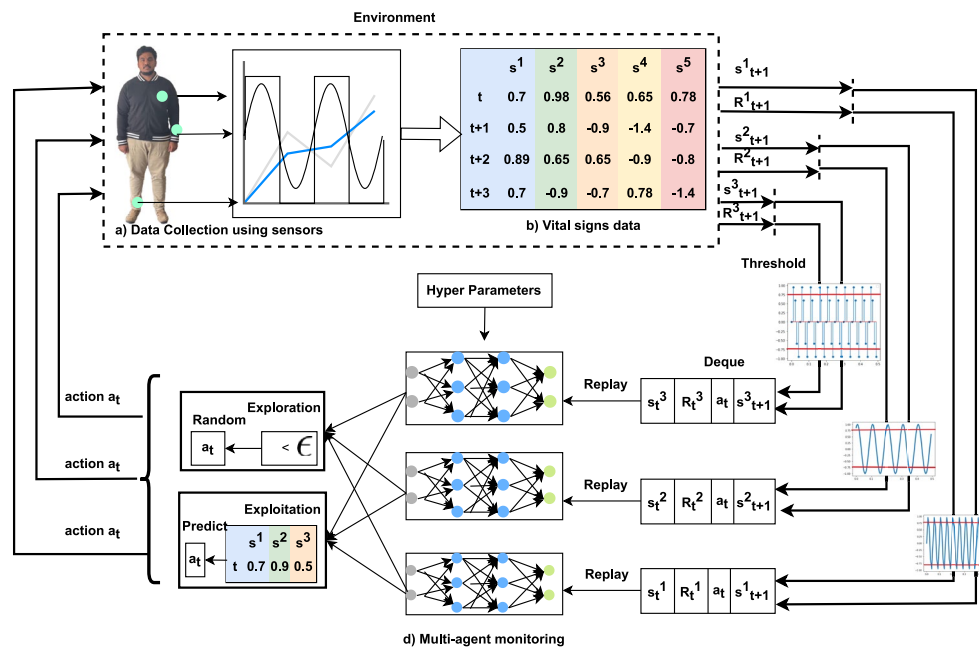 Environment
s1 s2 s3 s4 s5
t 0.7 0.98 0.56 0.65 0.78
t+1 0.5 0.8 -0.9 -1.4 -0.7
t+2 0.89 0.65 0.65 -0.9 -0.8
t+3 0.7 -0.9 -0.7 0.78 -1.4
a) Data Collection using sensors
b) Vital signs data
s1t+1
R1t+1
s2t+1
R2t+1
s3t+1
R3t+1
Threshold
Hyper Parameters
Deque
Replay
st3 Rt3 at s3t+1
action at
Exploration
Random
at
< ϵ
action at
Replay
st2 Rt2 at s2t+1
Exploitation
Predict
s1 s2 s3
at
t 0.7 0.9 0.5
action at
Replay
st1 Rt1 at s1t+1
d) Multi-agent monitoring